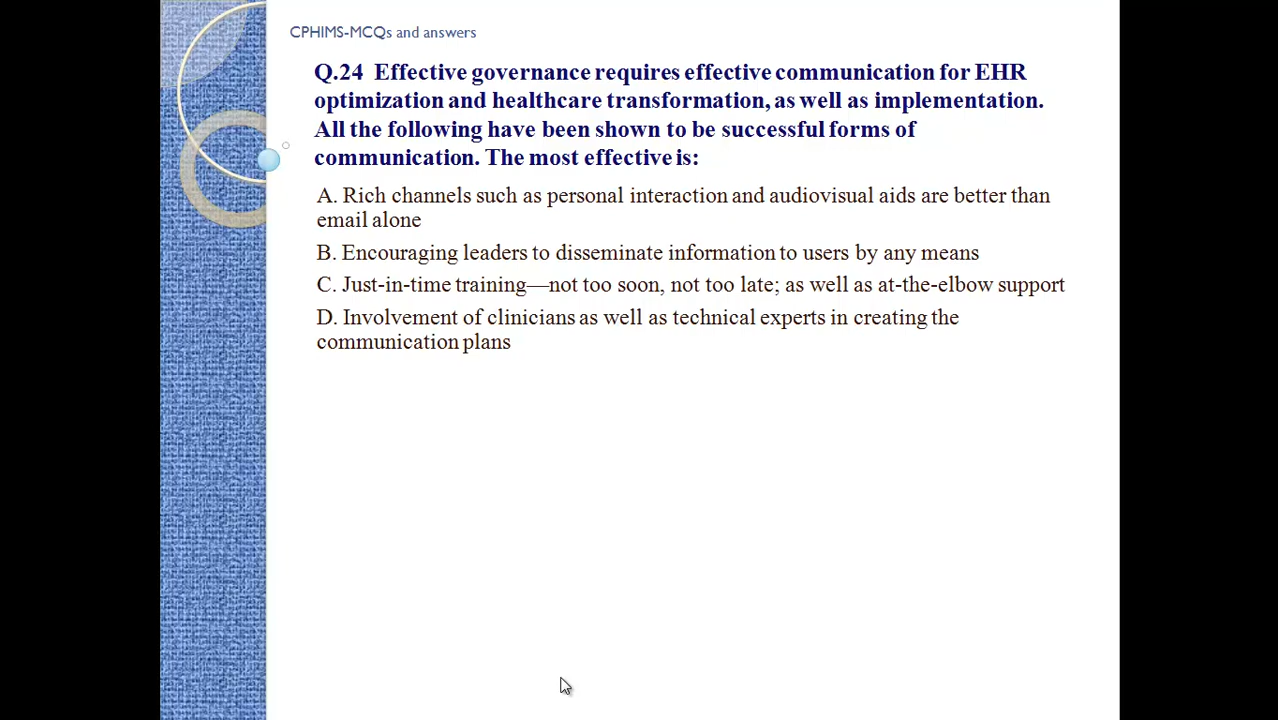 CPHIMS-MCQs and answers
Q.24 Effective governance requires effective communication for EHR
optimization and healthcare transformation, as well as implementation.
All the following have been shown to be successful forms of
communication. The most effective is:
A. Rich channels such as personal interaction and audiovisual aids are better than
email alone
B. Encouraging leaders to disseminate information to users by any means
C. Just-in-time training—not too soon, not too late; as well as at-the-elbow support
D. Involvement of clinicians as well as technical experts in creating the
communication plans